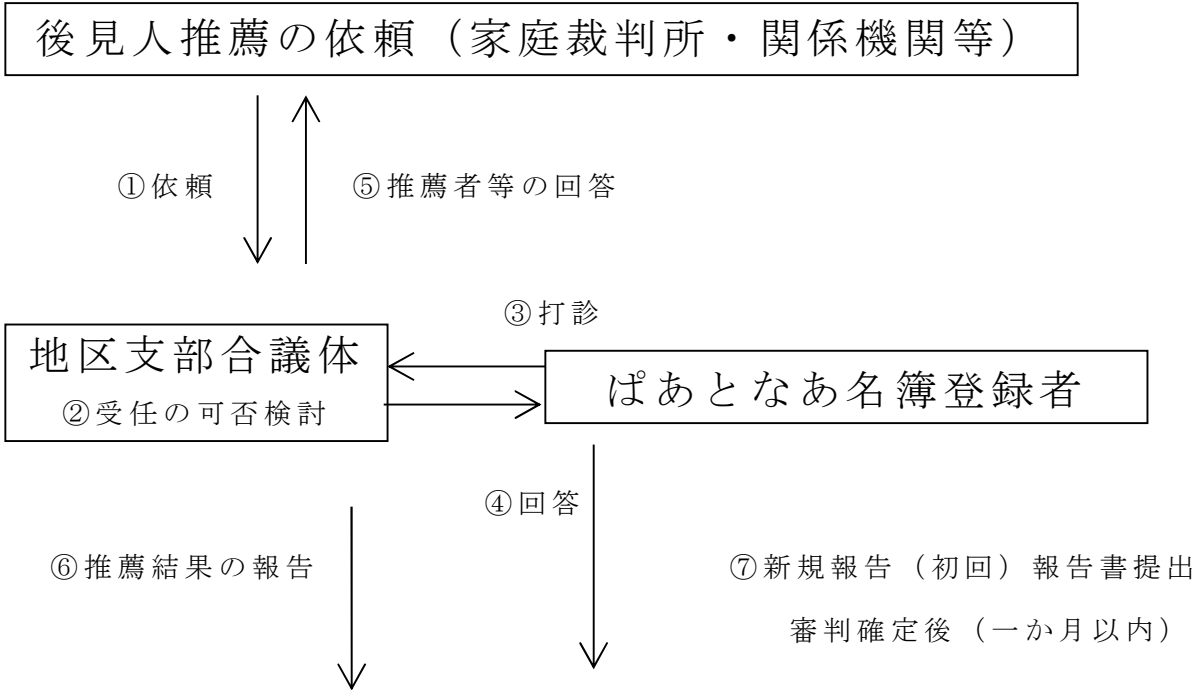 後見人推薦の依頼（家庭裁判所・関係機関等）
①依頼
⑤推薦者等の回答
③打診
地区支部合議体
②受任の可否検討
ぱあとなあ名簿登録者
④回答
⑥推薦結果の報告
⑦新規報告（初回）報告書提出
審判確定後（一か月以内）